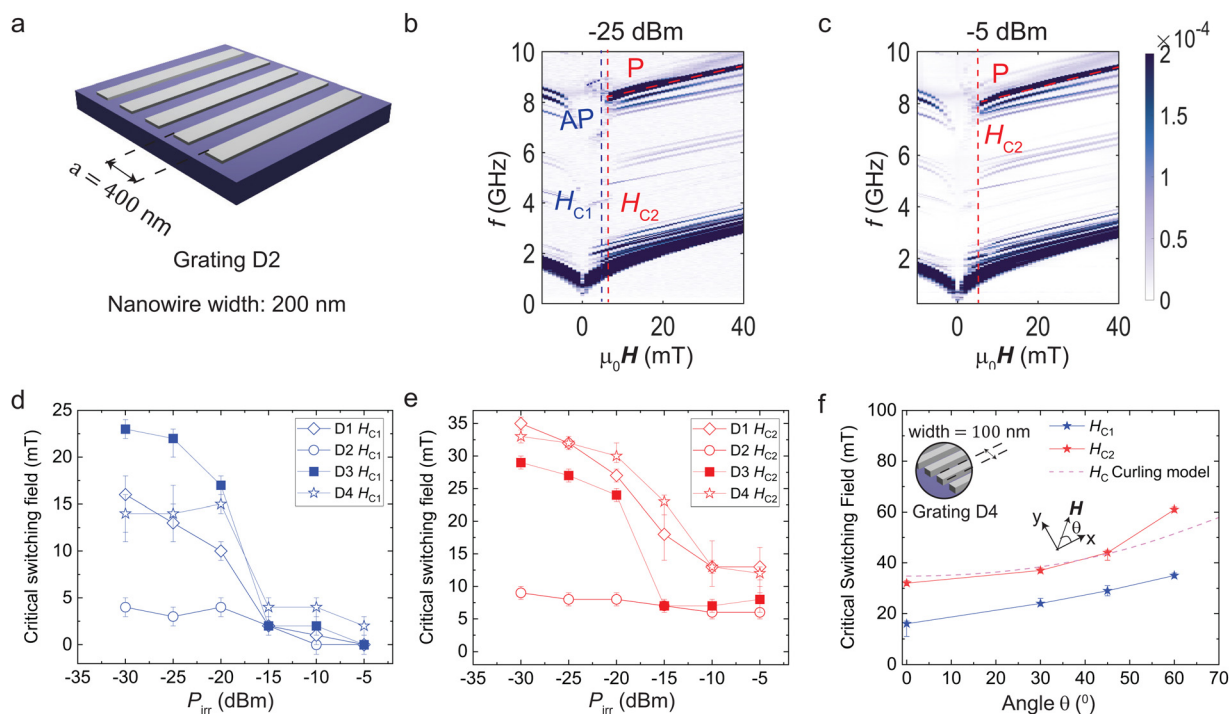 a
a = 400 nm
Grating D2
Nanowire width: 200 nm
b
-25 dBm
10
8
6
4
2
0
f (GHz)
P
AP
H_C1
H_C2
0
10
20
30
40
μ₀H (mT)
c
-5 dBm
10
8
6
4
2
f (GHz)
P
H_C2
0
10
20
30
40
μ₀H (mT)
×10⁻⁴
2
1.5
1
0.5
0
d
25
20
15
10
5
0
Critical switching field (mT)
D1 H_C1
D2 H_C1
D3 H_C1
D4 H_C1
-35
-30
-25
-20
-15
-10
-5
P_irr (dBm)
e
35
30
25
20
15
10
5
0
Critical switching field (mT)
D1 H_C2
D2 H_C2
D3 H_C2
D4 H_C2
-35
-30
-25
-20
-15
-10
-5
P_irr (dBm)
f
100
80
60
40
20
0
Critical Switching Field (mT)
width = 100 nm
Grating D4
H_C1
H_C2
H_C Curling model
y
H
θ
x
0
10
20
30
40
50
60
70
Angle θ (⁰)